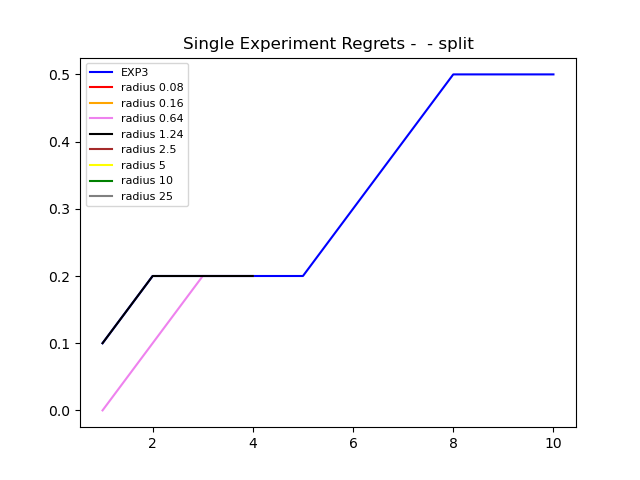 Single Experiment Regrets -  - split
EXP3
radius 0.08
radius 0.16
radius 0.64
radius 1.24
radius 2.5
radius 5
radius 10
radius 25
0.5
0.4
0.3
0.2
0.1
0.0
2 4 6 8 10